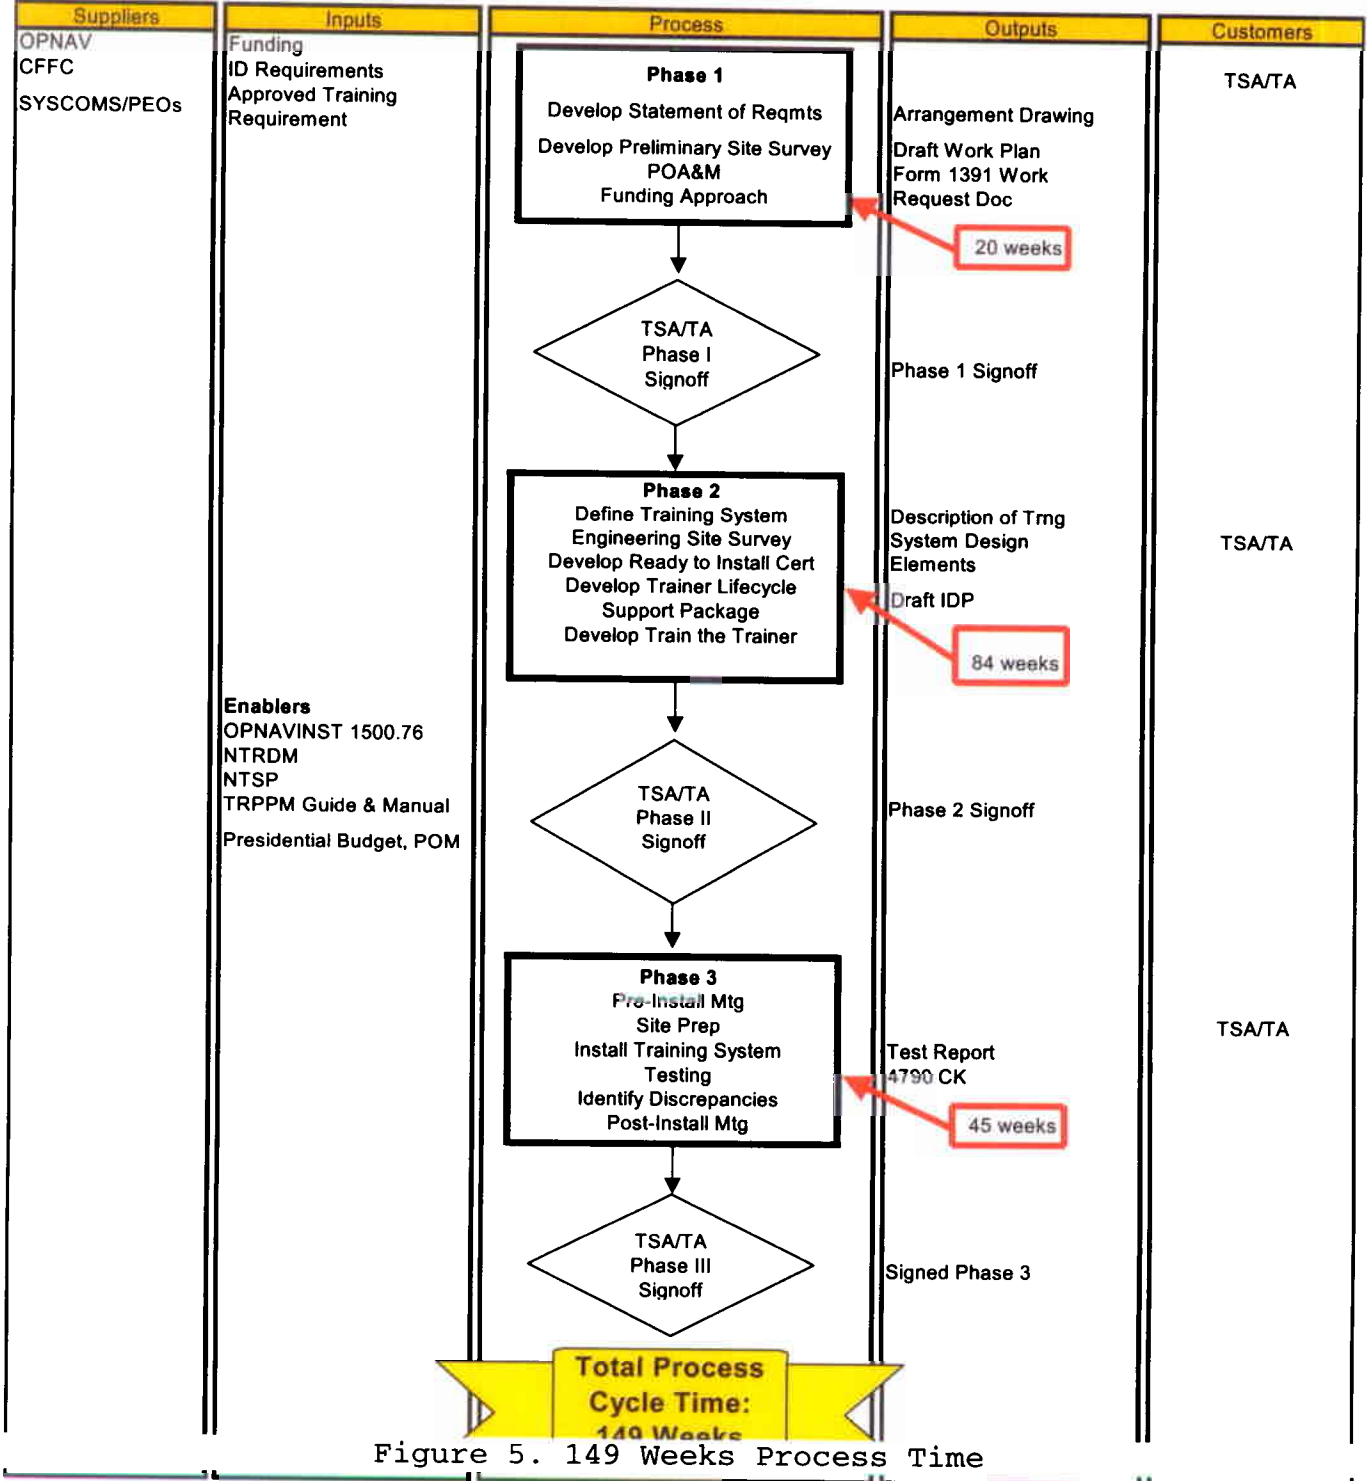 Suppliers
Inputs
Process
Outputs
Customers
OPNAV
CFFC
SYSCOMS/PEOs
Funding
ID Requirements
Approved Training
Requirement
Phase 1
Develop Statement of Reqmts
Develop Preliminary Site Survey
POA&M
Funding Approach
Arrangement Drawing
Draft Work Plan
Form 1391 Work
Request Doc
20 weeks
TSA/TA
TSA/TA
Phase I
Signoff
Phase 1 Signoff
Phase 2
Define Training System
Engineering Site Survey
Develop Ready to Install Cert
Develop Trainer Lifecycle
Support Package
Develop Train the Trainer
Description of Trng
System Design
Elements
Draft IDP
84 weeks
TSA/TA
Enablers
OPNAVINST 1500.76
NTRDM
NTSP
TRPPM Guide & Manual
Presidential Budget, POM
TSA/TA
Phase II
Signoff
Phase 2 Signoff
Phase 3
Pre-Install Mtg
Site Prep
Install Training System
Testing
Identify Discrepancies
Post-Install Mtg
Test Report
4790 CK
45 weeks
TSA/TA
TSA/TA
Phase III
Signoff
Signed Phase 3
Total Process
Cycle Time:
149 Weeks
Figure 5. 149 Weeks Process Time